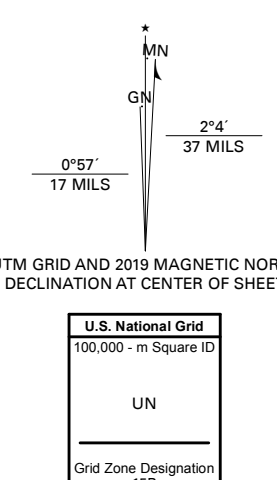 ★
MN
GN
2°4´
37 MILS
0°57´
17 MILS
UTM GRID AND 2019 MAGNETIC NOR
DECLINATION AT CENTER OF SHEET
U.S. National Grid
100,000 - m Square ID
UN
Grid Zone Designation